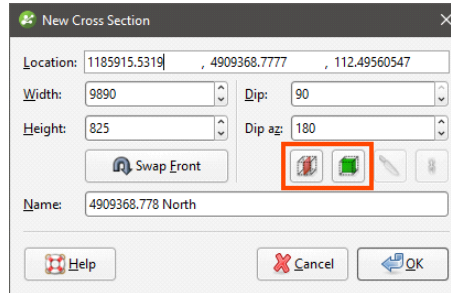 New Cross Section
Location: 1185915.5319 , 4909368.7777 , 112.49560547
Width: 9890 Dip: 90
Height: 825 Dip az: 180
Swap Front
Name: 4909368.778 North
Help Cancel OK